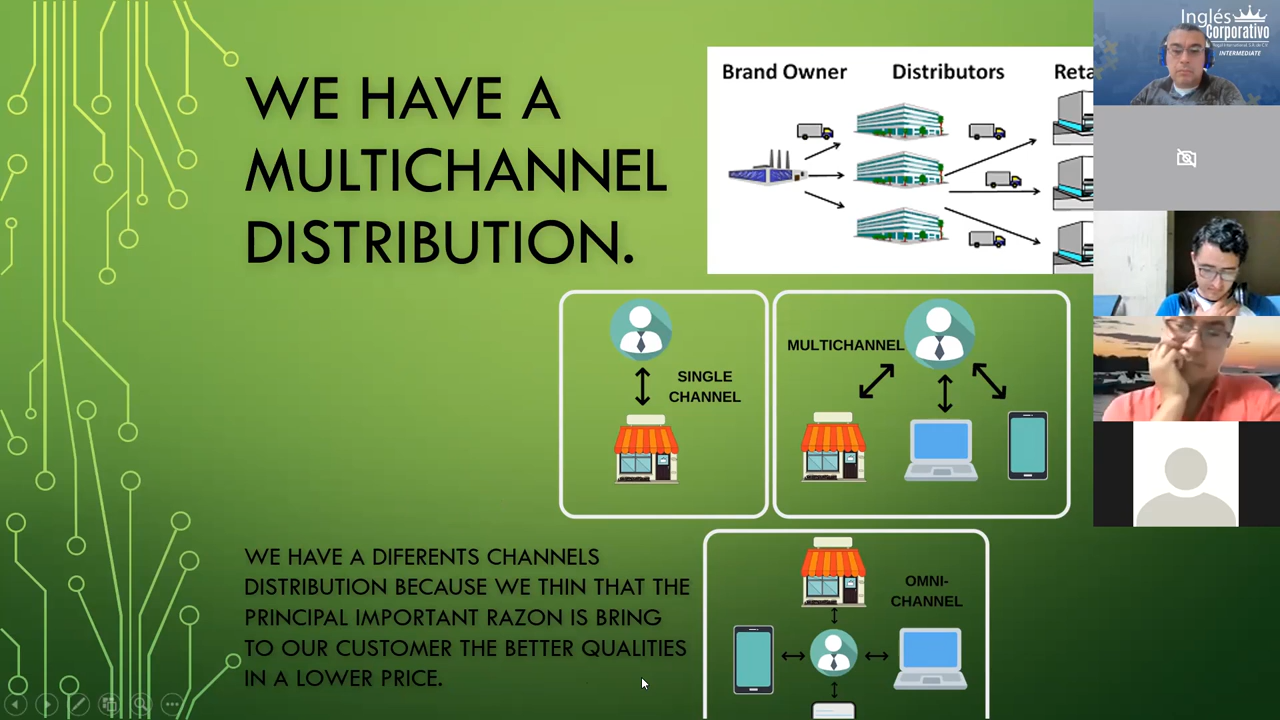 WE HAVE A
MULTICHANNEL
DISTRIBUTION.
Brand Owner Distributors Reta
SINGLE
CHANNEL
MULTICHANNEL
OMNI-
CHANNEL
WE HAVE A DIFERENTS CHANNELS
DISTRIBUTION BECAUSE WE THIN THAT THE
PRINCIPAL IMPORTANT RAZON IS BRING
TO OUR CUSTOMER THE BETTER QUALITIES
IN A LOWER PRICE.
Inglés
Corporativo
INTERMEDIATE